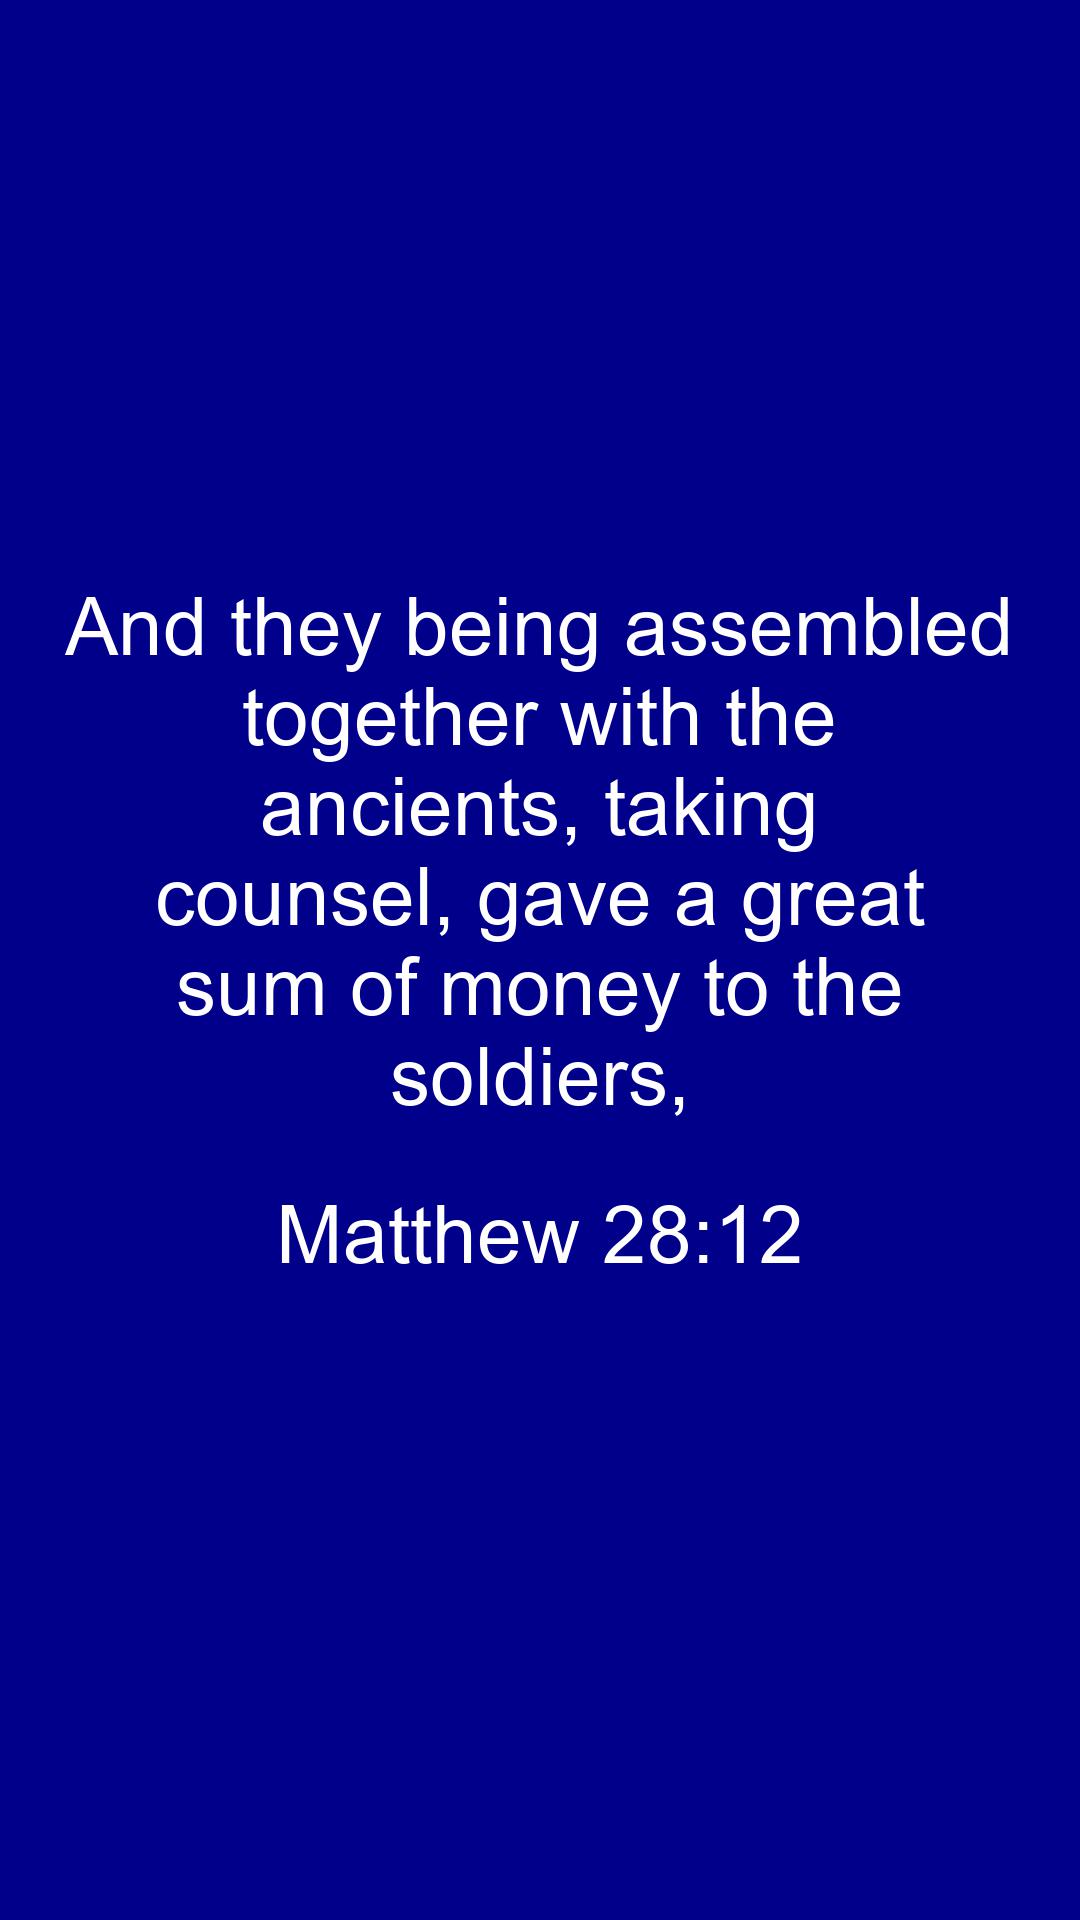 And they being assembled
together with the
ancients, taking
counsel, gave a great
sum of money to the
soldiers,
Matthew 28:12